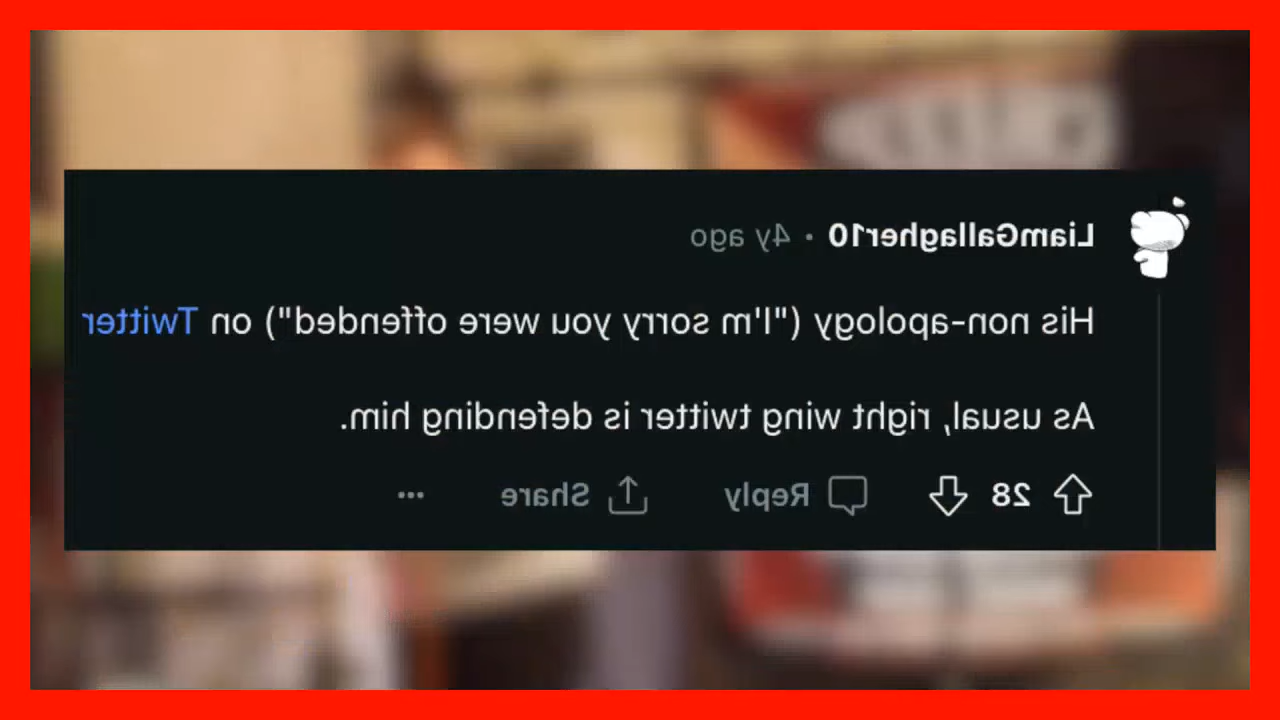 LiamGallagher10 • 4y ago
His non-apology ("I'm sorry you were offended") on Twitter
As usual, right wing twitter is defending him.
28 Reply Share ...